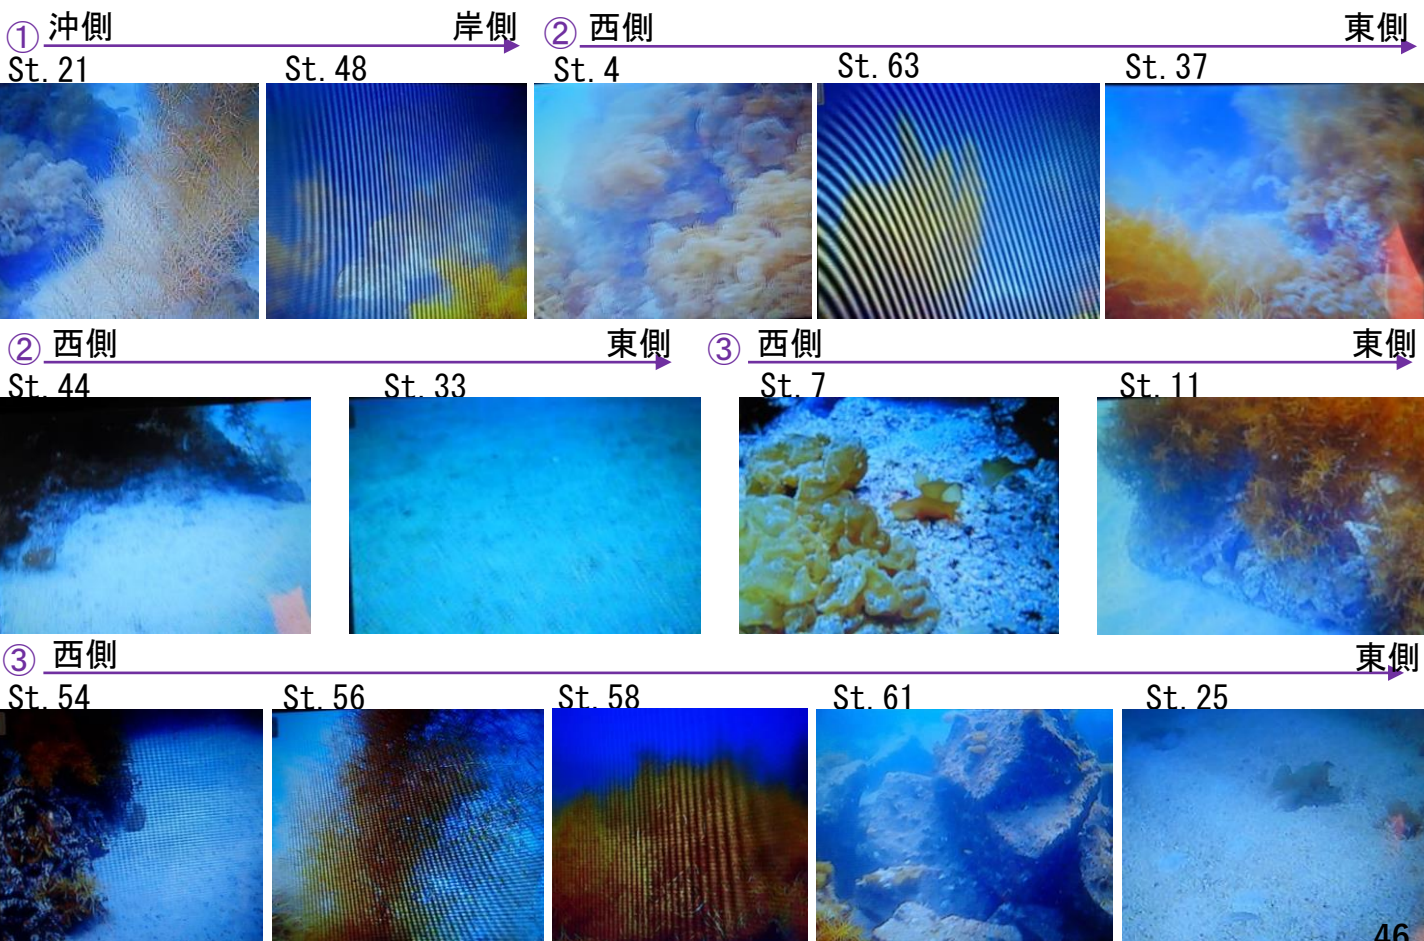 ① 沖側 岸側 ② 西側 東側
St. 21 St. 48 St. 4 St. 63 St. 37
② 西側 東側 ③ 西側 東側
St. 44 St. 33 St. 7 St. 11
③ 西側 東側
St. 54 St. 56 St. 58 St. 61 St. 25
46